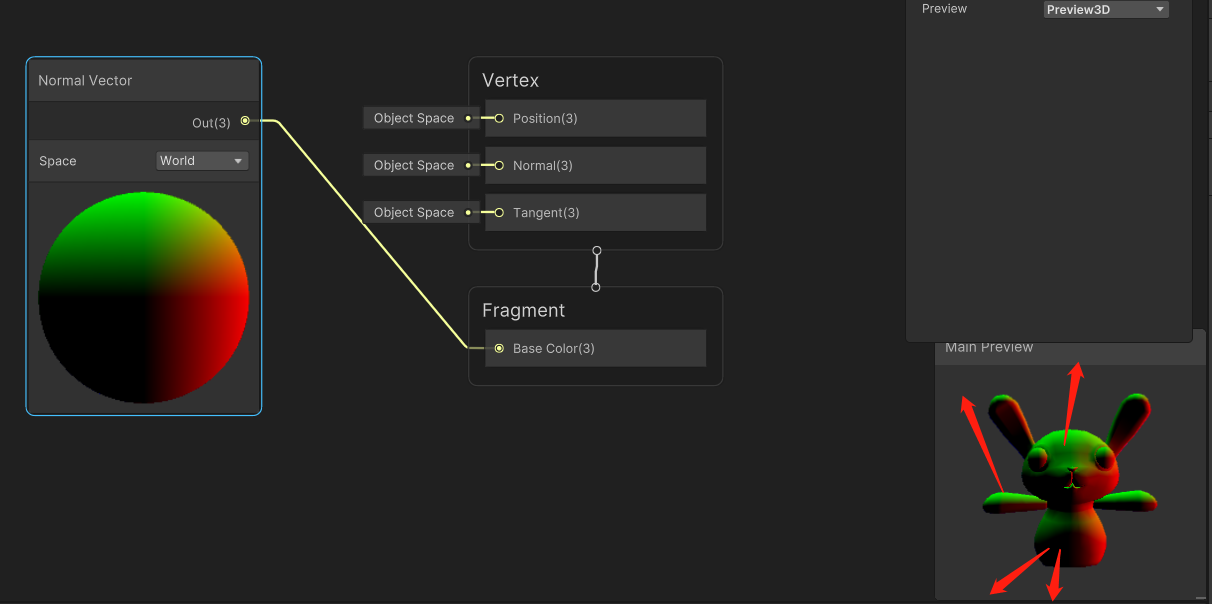 Preview
Preview3D
Normal Vector
Out(3)
Space
World
Vertex
Object Space
Position(3)
Object Space
Normal(3)
Object Space
Tangent(3)
Fragment
Base Color(3)
Main Preview